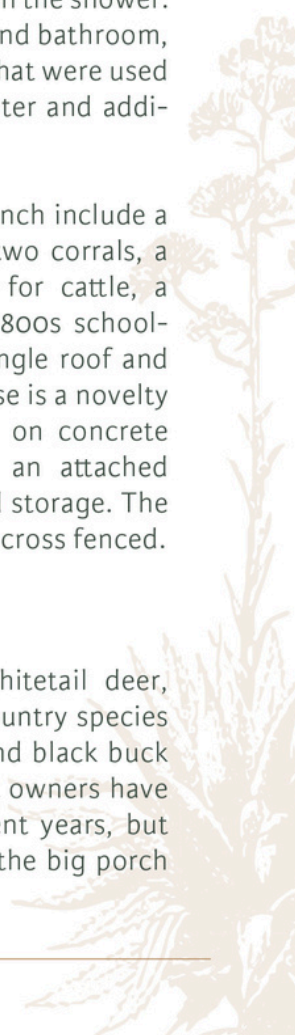 the shower.
nd bathroom,
hat were used
ter and addi-
nch include a
two corrals, a
for cattle, a
800s school-
ngle roof and
se is a novelty
on concrete
an attached
storage. The
cross fenced.
hitetail deer,
untry species
nd black buck
owners have
ent years, but
the big porch